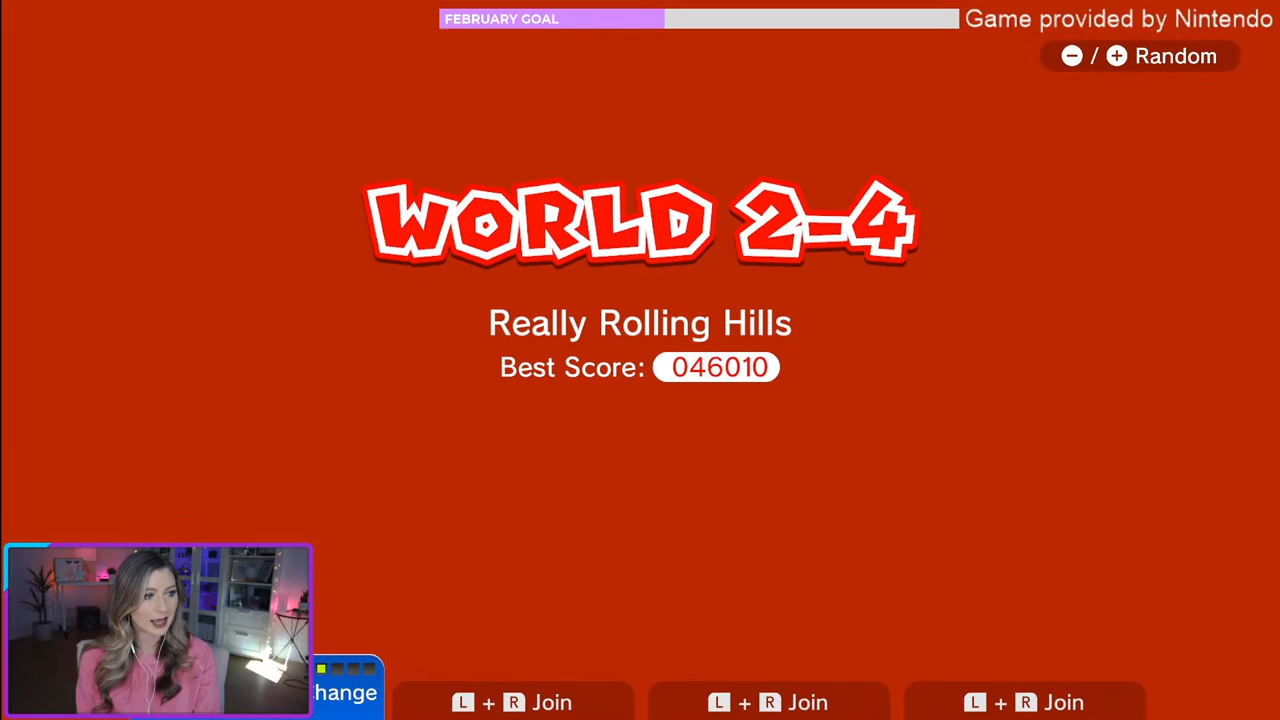 FEBRUARY GOAL
Game provided by Nintendo
- / + Random
WORLD 2-4
Really Rolling Hills
Best Score: 046010
hange
L + R Join
L + R Join
L + R Join